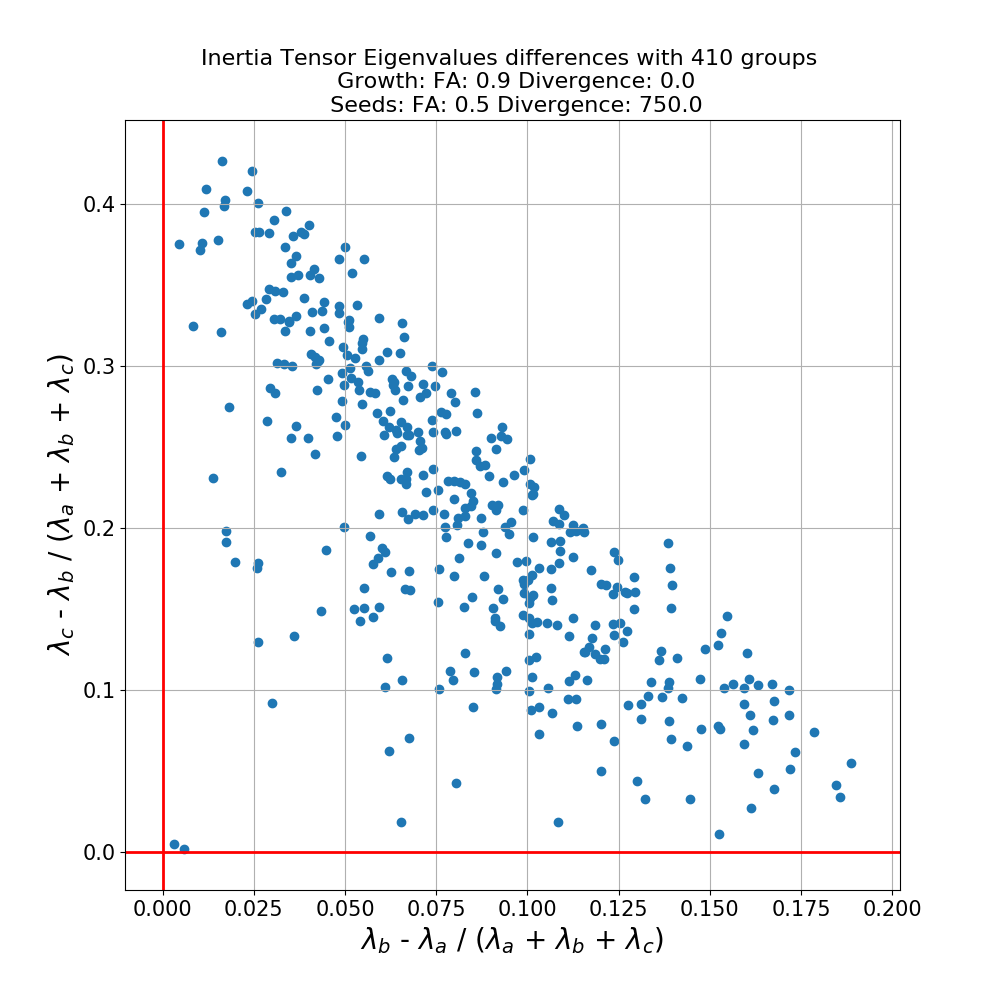 Inertia Tensor Eigenvalues differences with 410 groups
Growth: FA: 0.9 Divergence: 0.0
Seeds: FA: 0.5 Divergence: 750.0
λc - λb / (λa + λb + λc)
0.4
0.3
0.2
0.1
0.0
0.000 0.025 0.050 0.075 0.100 0.125 0.150 0.175 0.200
λb - λa / (λa + λb + λc)